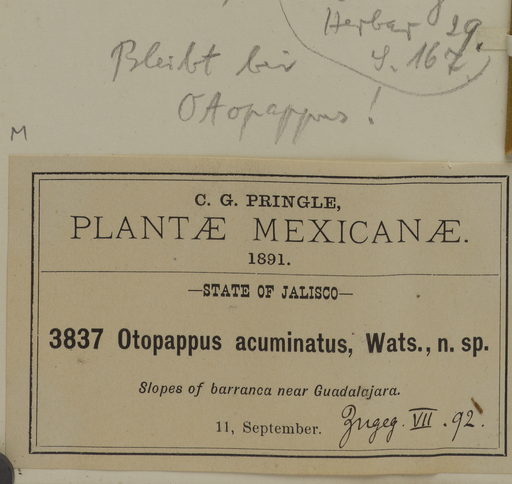 Herbar 29.
Bleibt bei S. 167.
Otopappus!
M
C. G. PRINGLE,
PLANTÆ MEXICANÆ.
1891.
—STATE OF JALISCO—
3837 Otopappus acuminatus, Wats., n. sp.
Slopes of barranca near Guadalajara.
11, September. Zugeg. VII. 92.